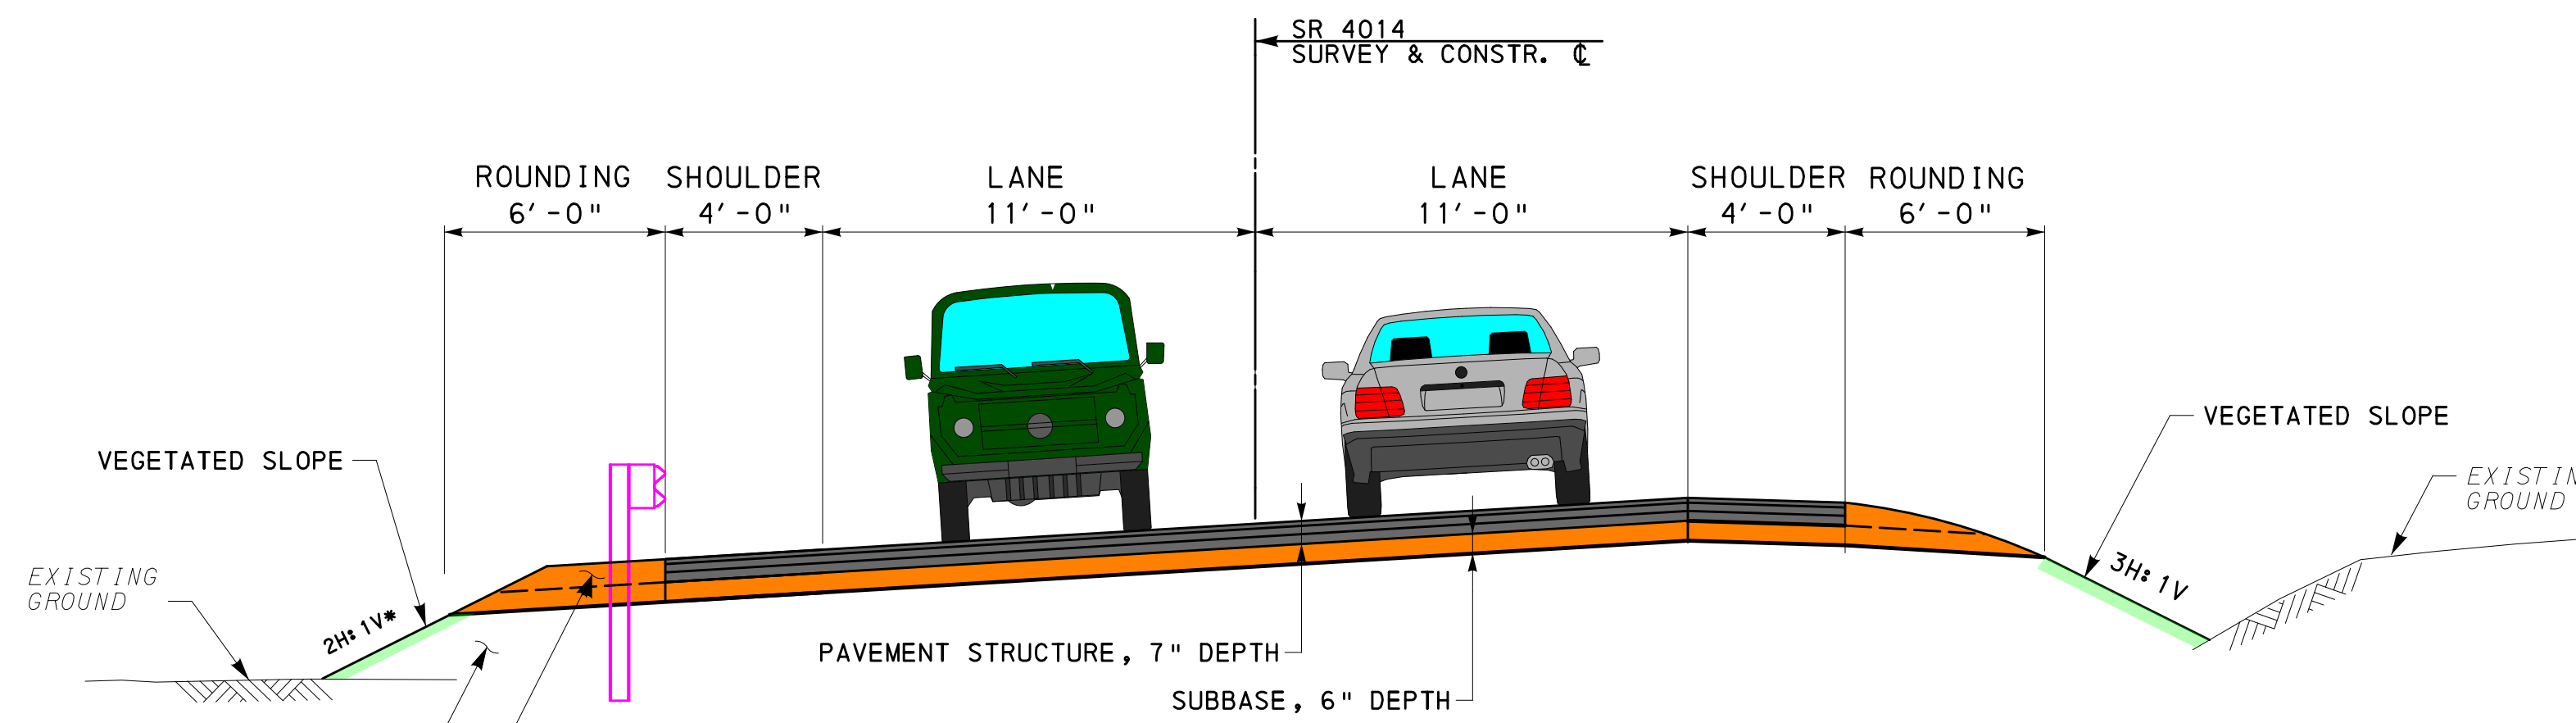 SR 4014
SURVEY & CONSTR. ℄
ROUNDING
6'-0"
SHOULDER
4'-0"
LANE
11'-0"
LANE
11'-0"
SHOULDER
4'-0"
ROUNDING
6'-0"
VEGETATED SLOPE
VEGETATED SLOPE
EXISTING
GROUND
EXISTIN
GROUND
2H:1V*
3H:1V
PAVEMENT STRUCTURE, 7" DEPTH
SUBBASE, 6" DEPTH